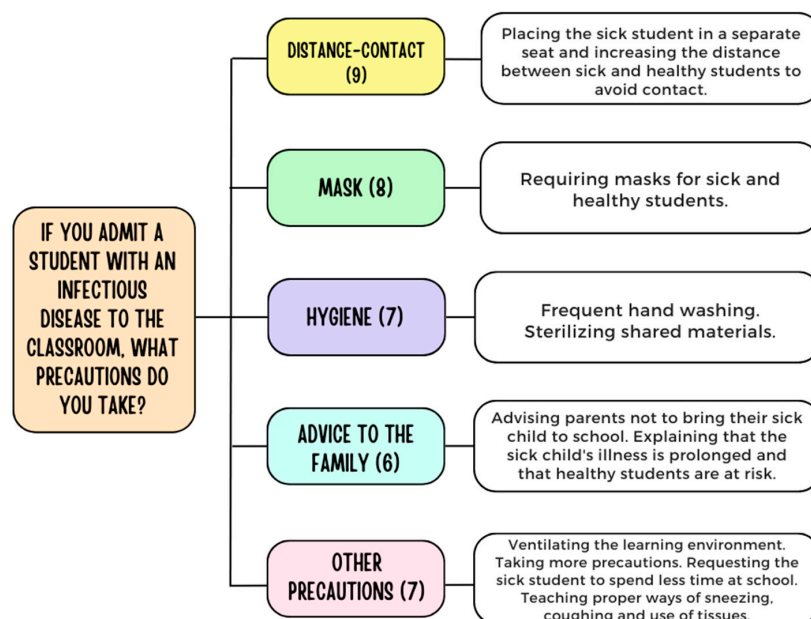 IF YOU ADMIT A
STUDENT WITH AN
INFECTIOUS
DISEASE TO THE
CLASSROOM, WHAT
PRECAUTIONS DO
YOU TAKE?
DISTANCE-CONTACT
(9)
Placing the sick student in a separate
seat and increasing the distance
between sick and healthy students to
avoid contact.
MASK (8)
Requiring masks for sick and
healthy students.
HYGIENE (7)
Frequent hand washing.
Sterilizing shared materials.
ADVICE TO THE
FAMILY (6)
Advising parents not to bring their sick
child to school. Explaining that the
sick child's illness is prolonged and
that healthy students are at risk.
OTHER
PRECAUTIONS (7)
Ventilating the learning environment.
Taking more precautions. Requesting the
sick student to spend less time at school.
Teaching proper ways of sneezing,
coughing and use of tissues.